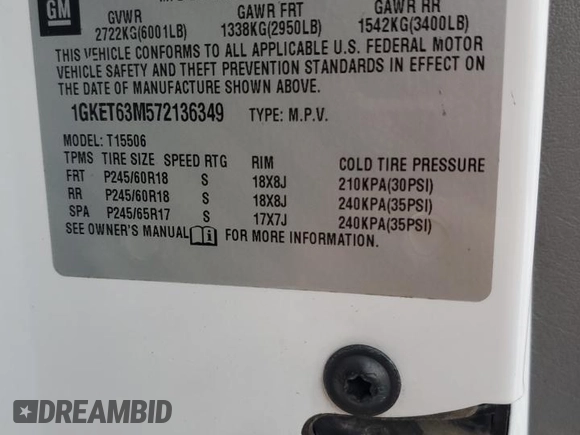 GM
GVWR GAWR FRT GAWR RR
2722KG(6001LB) 1338KG(2950LB) 1542KG(3400LB)
THIS VEHICLE CONFORMS TO ALL APPLICABLE U.S. FEDERAL MOTOR
VEHICLE SAFETY AND THEFT PREVENTION STANDARDS IN EFFECT ON
THE DATE OF MANUFACTURE SHOWN ABOVE.
1GKET63M572136349 TYPE: M.P.V.
MODEL: T15506
TPMS TIRE SIZE SPEED RTG RIM COLD TIRE PRESSURE
FRT P245/60R18 S 18X8J 210KPA(30PSI)
RR P245/60R18 S 18X8J 240KPA(35PSI)
SPA P245/65R17 S 17X7J 240KPA(35PSI)
SEE OWNER'S MANUAL FOR MORE INFORMATION.
DREAMBID